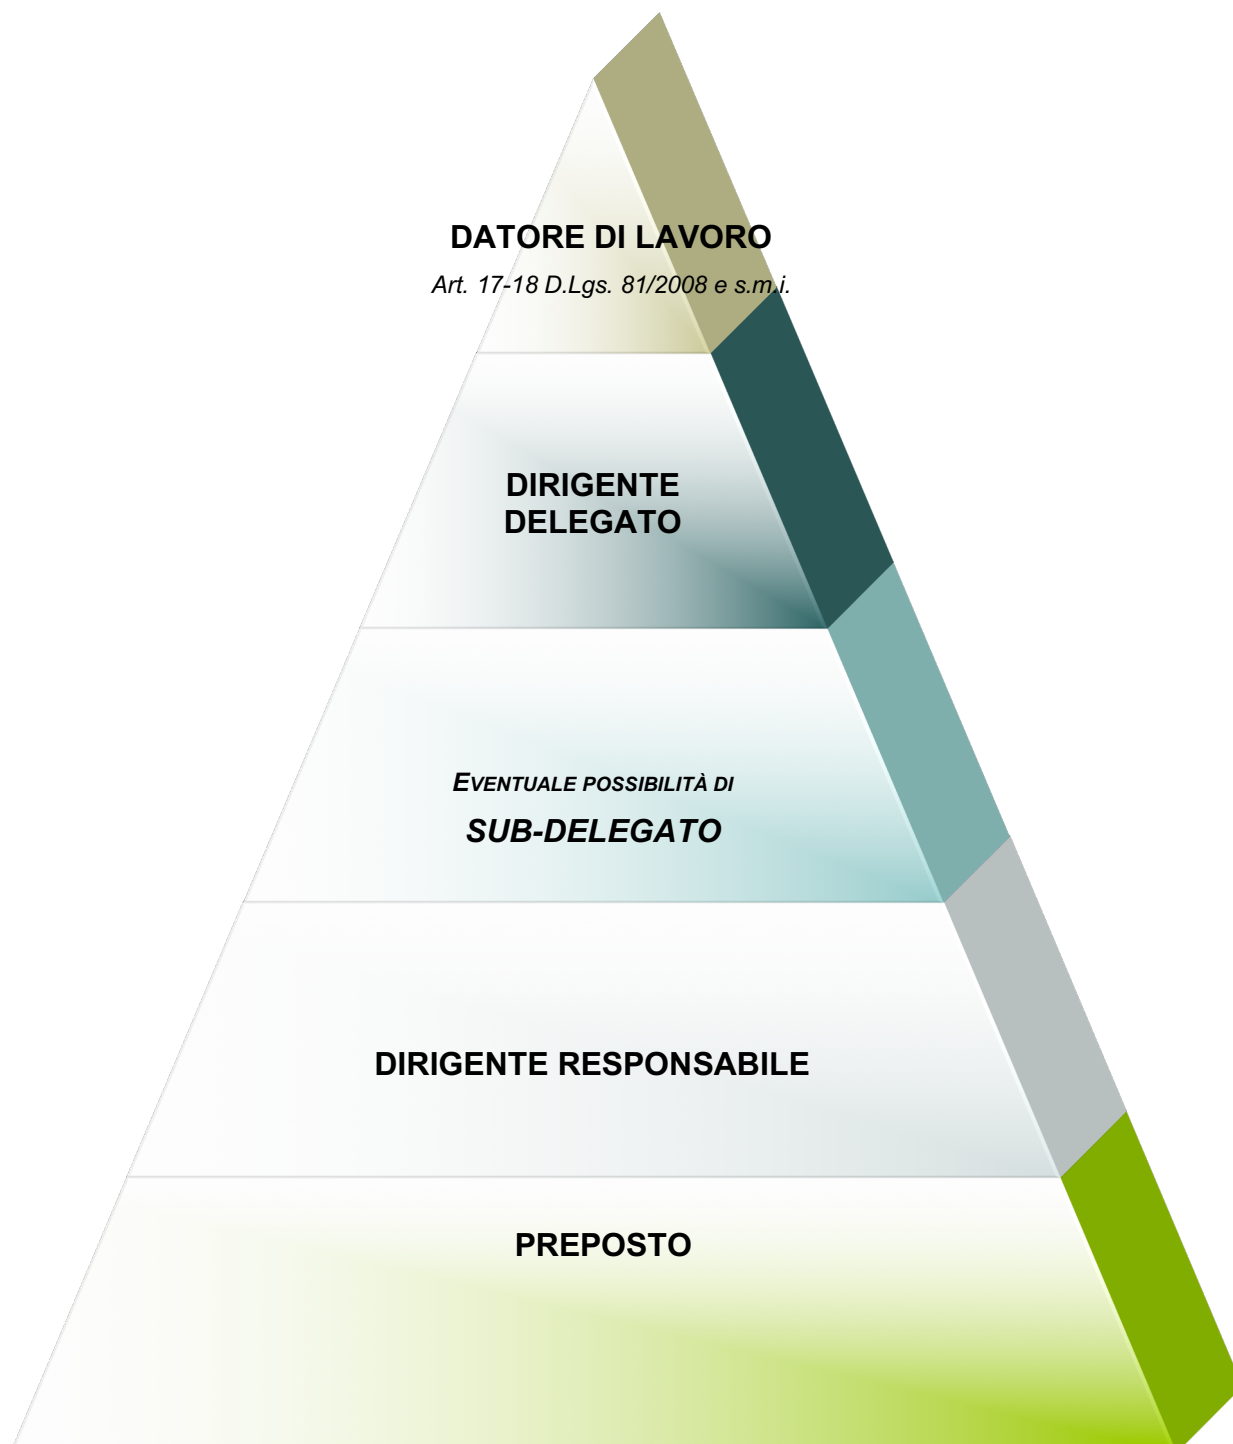 DATORE DI LAVORO
Art. 17-18 D.Lgs. 81/2008 e s.m.i.
DIRIGENTE
DELEGATO
EVENTUALE POSSIBILITÀ DI
SUB-DELEGATO
DIRIGENTE RESPONSABILE
PREPOSTO